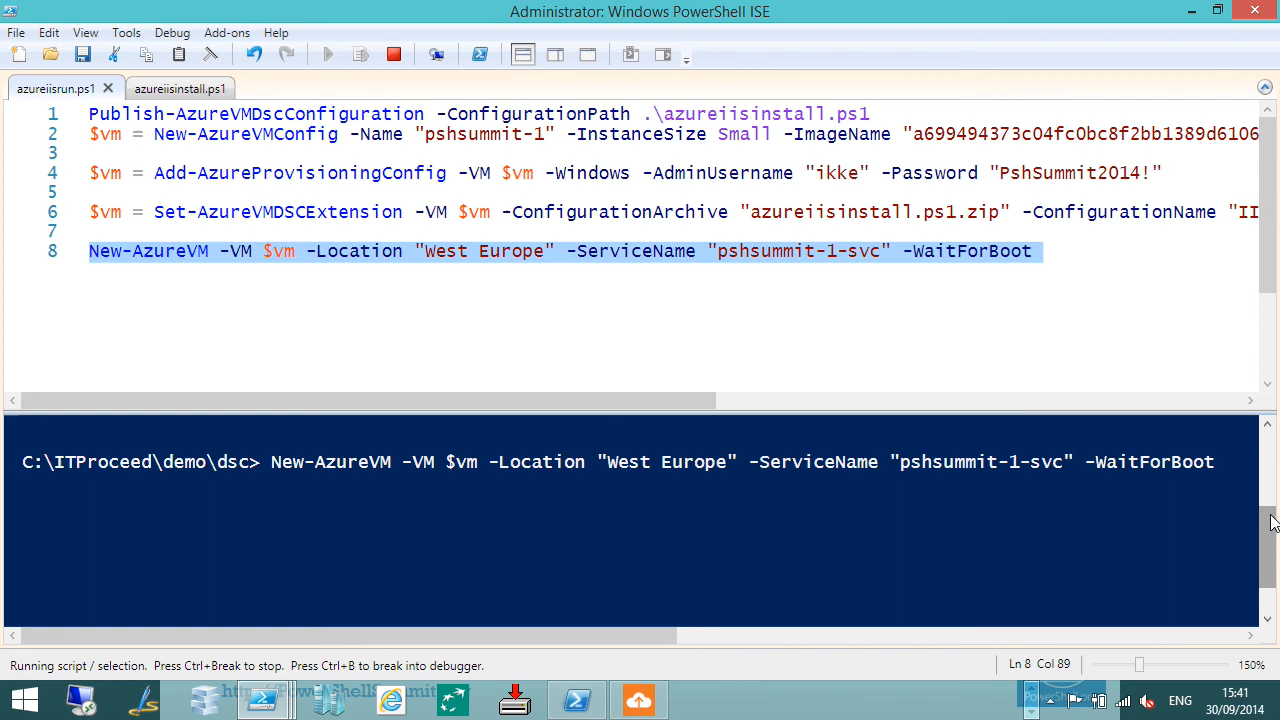 Administrator: Windows PowerShell ISE
File Edit View Tools Debug Add-ons Help
azureiisrun.ps1 azureiisinstall.ps1
1 Publish-AzureVMDscConfiguration -ConfigurationPath .\azureiisinstall.ps1
2 $vm = New-AzureVMConfig -Name "pshsummit-1" -InstanceSize Small -ImageName "a699494373c04fc0bc8f2bb1389d6106
3
4 $vm = Add-AzureProvisioningConfig -VM $vm -Windows -AdminUsername "ikke" -Password "PshSummit2014!"
5
6 $vm = Set-AzureVMDSCExtension -VM $vm -ConfigurationArchive "azureiisinstall.ps1.zip" -ConfigurationName "II
7
8 New-AzureVM -VM $vm -Location "West Europe" -ServiceName "pshsummit-1-svc" -WaitForBoot
C:\ITProceed\demo\dsc> New-AzureVM -VM $vm -Location "West Europe" -ServiceName "pshsummit-1-svc" -WaitForBoot
Running script / selection. Press Ctrl+Break to stop. Press Ctrl+B to break into debugger. Ln 8 Col 89 150%
ENG
15:41
30/09/2014